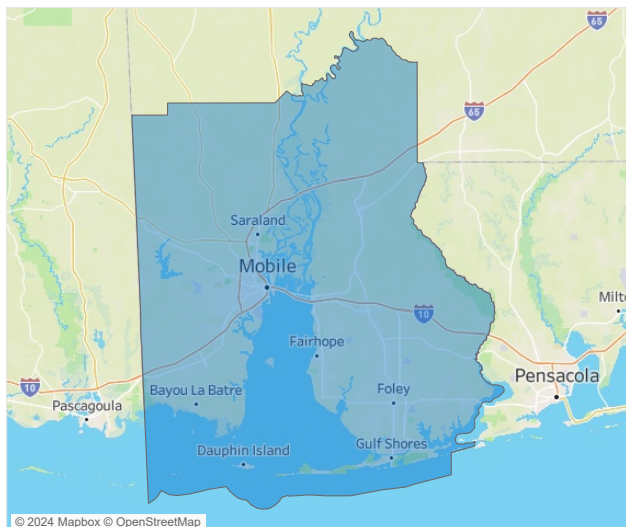 65
65
Saraland
Mobile
10
Milt
Fairhope
Pensacola
10
Bayou La Batre
Foley
Pascagoula
Gulf Shores
Dauphin Island
© 2024 Mapbox © OpenStreetMap